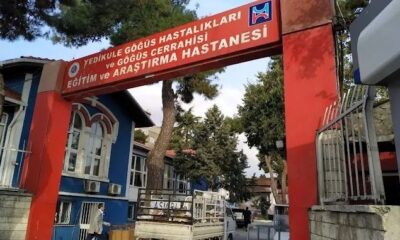 YEDİKULE GÖĞÜS HASTALIKLARI
ve GÖĞÜS CERRAHİSİ
EĞİTİM ve ARAŞTIRMA HASTANESİ